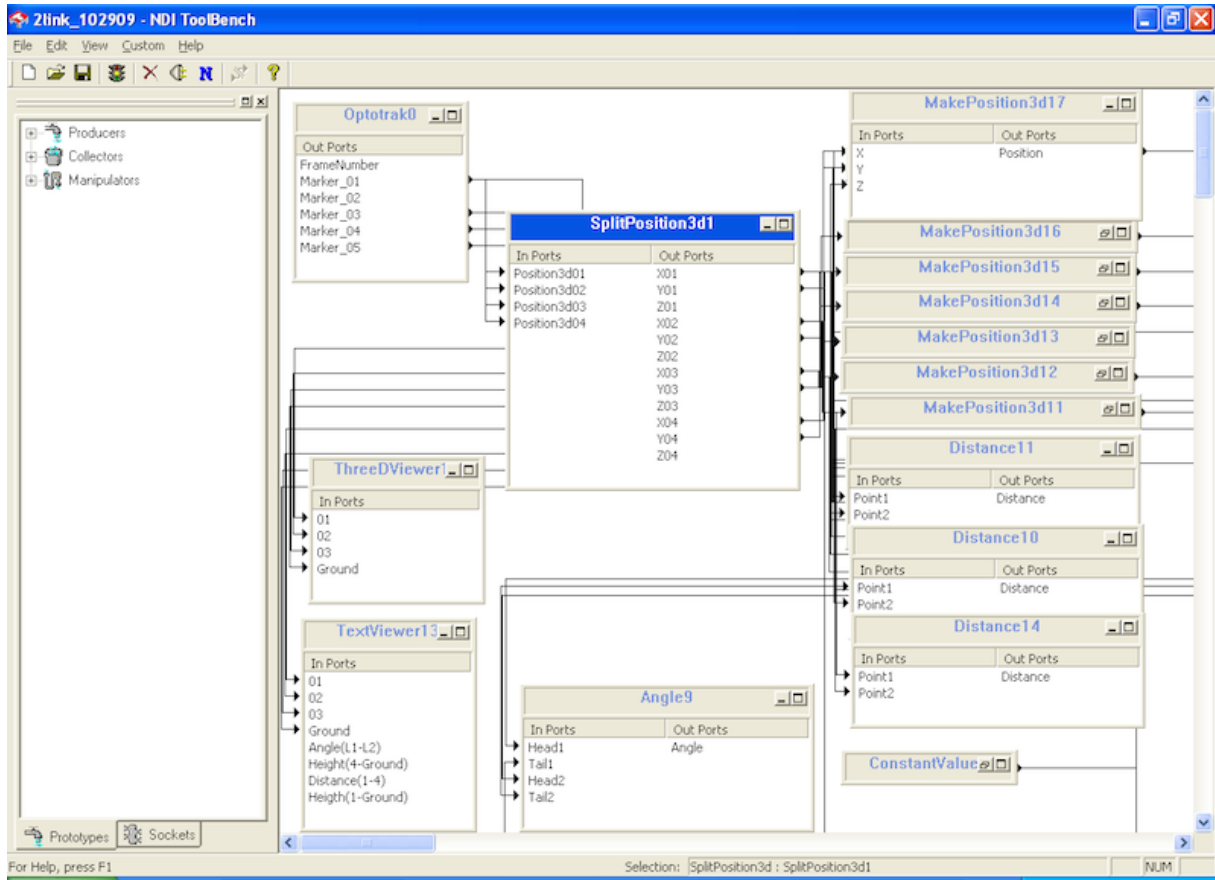 2link_102909 - NDI ToolBench
File Edit View Custom Help
N ?
Producers
Collectors
Manipulators
Prototypes Sockets
Optotrak0
Out Ports
FrameNumber
Marker_01
Marker_02
Marker_03
Marker_04
Marker_05
SplitPosition3d1
In Ports Out Ports
Position3d01 X01
Position3d02 Y01
Position3d03 Z01
Position3d04 X02
Y02
Z02
X03
Y03
Z03
X04
Y04
Z04
ThreeDViewer1
In Ports
01
02
03
Ground
TextViewer13
In Ports
01
02
03
Ground
Angle(L1-L2)
Height(4-Ground)
Distance(1-4)
Heigth(1-Ground)
Angle9
In Ports Out Ports
Head1 Angle
Tail1
Head2
Tail2
MakePosition3d17
In Ports Out Ports
X Position
Y
Z
MakePosition3d16
MakePosition3d15
MakePosition3d14
MakePosition3d13
MakePosition3d12
MakePosition3d11
Distance11
In Ports Out Ports
Point1 Distance
Point2
Distance10
In Ports Out Ports
Point1 Distance
Point2
Distance14
In Ports Out Ports
Point1 Distance
Point2
ConstantValue
For Help, press F1 Selection: SplitPosition3d : SplitPosition3d1 NUM